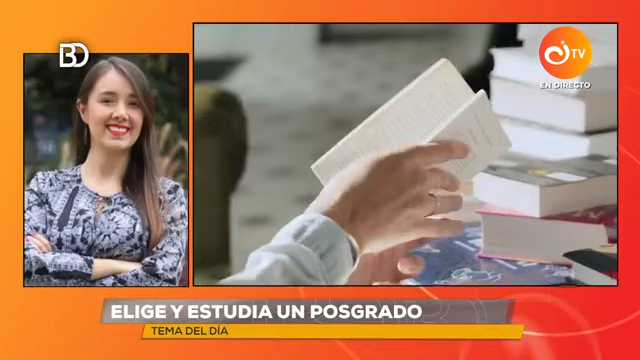 BD
TV
EN DIRECTO
ELIGE Y ESTUDIA UN POSGRADO
TEMA DEL DÍA